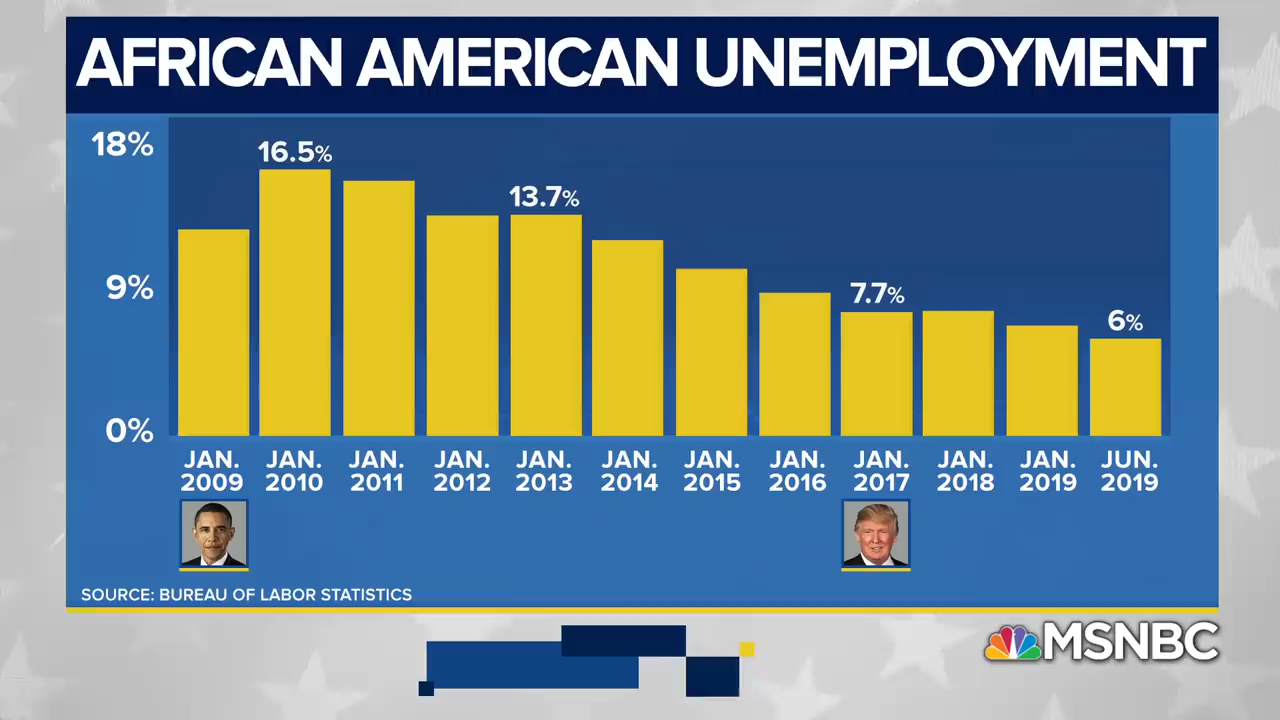 AFRICAN AMERICAN UNEMPLOYMENT
18%
16.5%
13.7%
9%
7.7%
6%
0%
JAN. JAN. JAN. JAN. JAN. JAN. JAN. JAN. JAN. JAN. JAN. JUN.
2009 2010 2011 2012 2013 2014 2015 2016 2017 2018 2019 2019
SOURCE: BUREAU OF LABOR STATISTICS
MSNBC